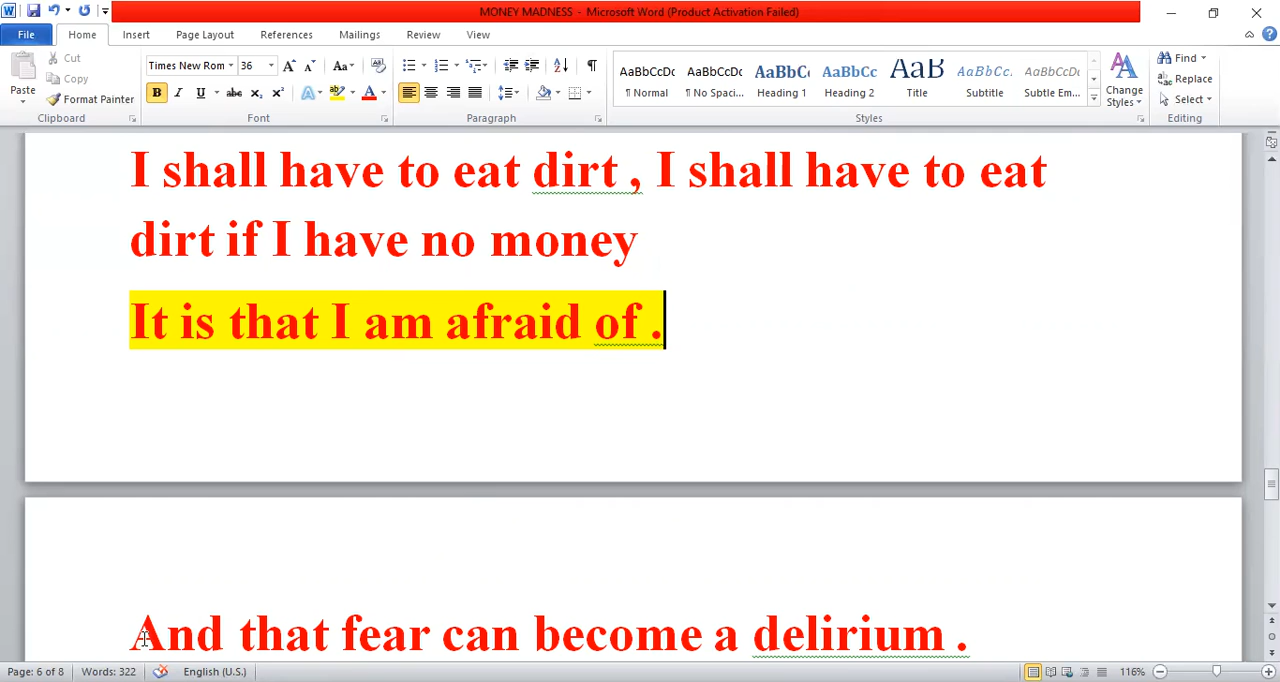 MONEY MADNESS - Microsoft Word (Product Activation Failed)
File Home Insert Page Layout References Mailings Review View
Paste
Cut
Copy
Format Painter
Clipboard
Times New Rom 36
Font
Paragraph
AaBbCcDc AaBbCcDc AaBbC AaBbCc AaB AaBbCc. AaBbCcDc
¶ Normal ¶ No Spaci... Heading 1 Heading 2 Title Subtitle Subtle Em...
Styles
Change
Styles
Find
Replace
Select
Editing
I shall have to eat dirt , I shall have to eat
dirt if I have no money
It is that I am afraid of .
And that fear can become a delirium .
Page: 6 of 8 Words: 322 English (U.S.) 116%